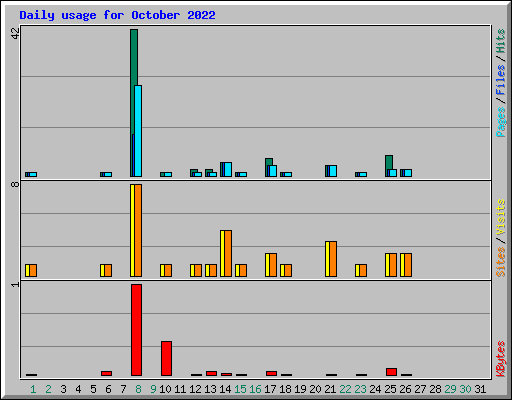 Daily usage for October 2022
42
8
1
Pages / Files / Hits
Sites / Visits
KBytes
1 2 3 4 5 6 7 8 9 10 11 12 13 14 15 16 17 18 19 20 21 22 23 24 25 26 27 28 29 30 31